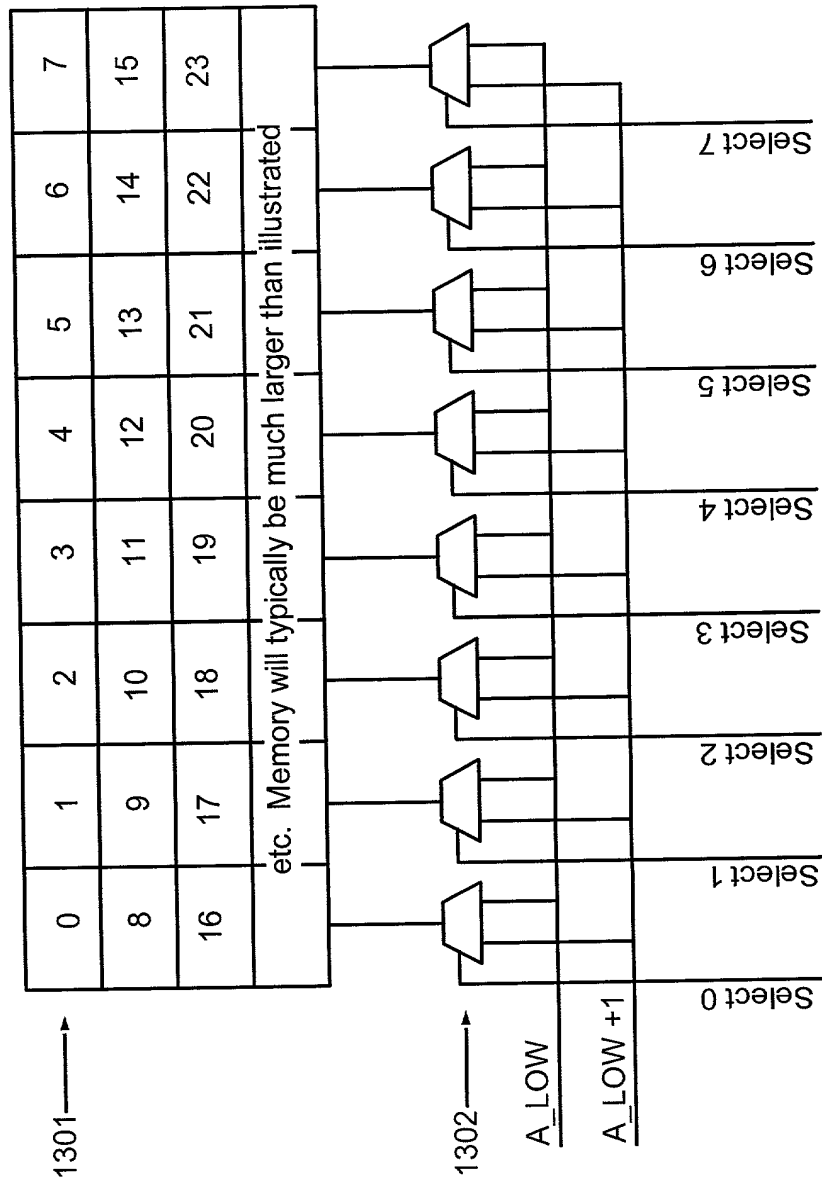 1301
0 1 2 3 4 5 6 7
8 9 10 11 12 13 14 15
16 17 18 19 20 21 22 23
etc. Memory will typically be much larger than illustrated
1302
A_LOW
A_LOW +1
Select 0
Select 1
Select 2
Select 3
Select 4
Select 5
Select 6
Select 7